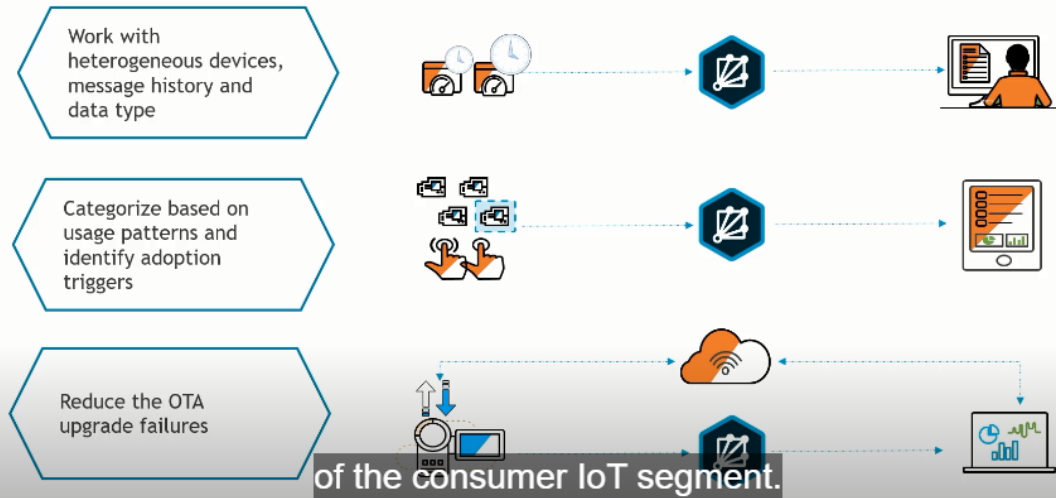 Work with
heterogeneous devices,
message history and
data type
Categorize based on
usage patterns and
identify adoption
triggers
Reduce the OTA
upgrade failures
of the consumer IoT segment.